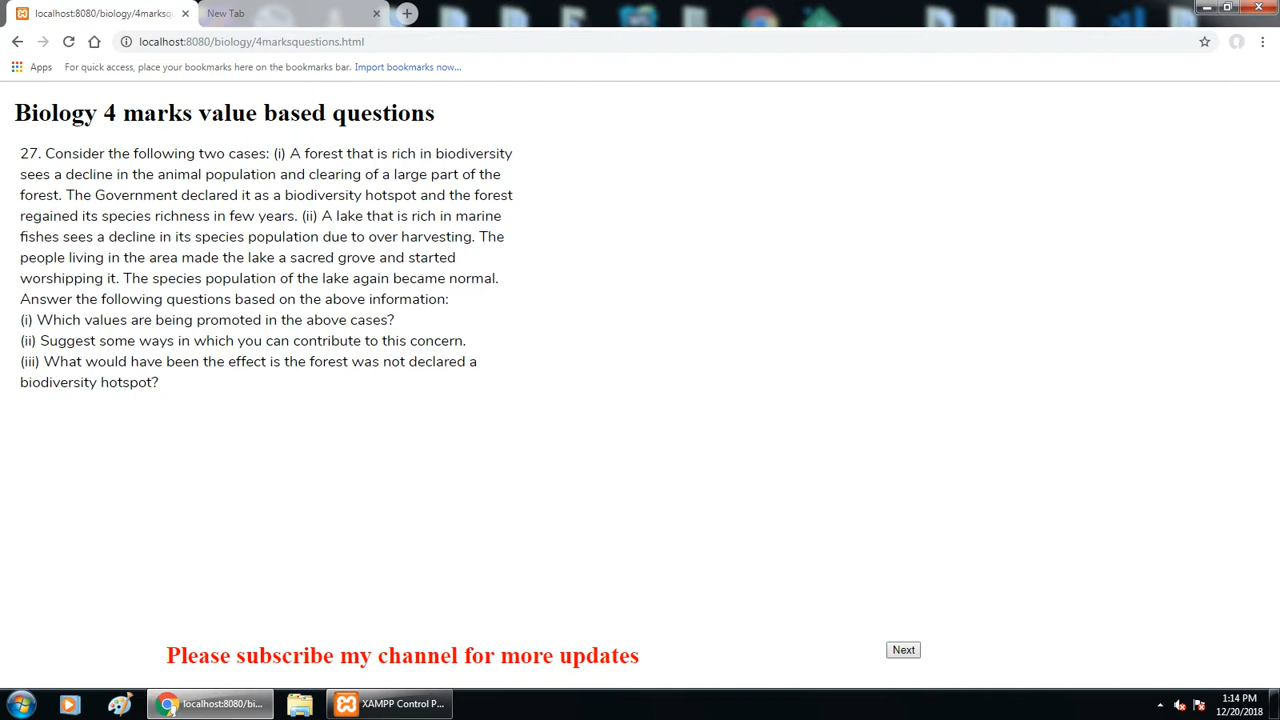 localhost:8080/biology/4marksqu
New Tab
localhost:8080/biology/4marksquestions.html
Apps For quick access, place your bookmarks here on the bookmarks bar. Import bookmarks now...
Biology 4 marks value based questions
27. Consider the following two cases: (i) A forest that is rich in biodiversity
sees a decline in the animal population and clearing of a large part of the
forest. The Government declared it as a biodiversity hotspot and the forest
regained its species richness in few years. (ii) A lake that is rich in marine
fishes sees a decline in its species population due to over harvesting. The
people living in the area made the lake a sacred grove and started
worshipping it. The species population of the lake again became normal.
Answer the following questions based on the above information:
(i) Which values are being promoted in the above cases?
(ii) Suggest some ways in which you can contribute to this concern.
(iii) What would have been the effect is the forest was not declared a
biodiversity hotspot?
Please subscribe my channel for more updates
Next
localhost:8080/bi...
XAMPP Control P...
1:14 PM
12/20/2018